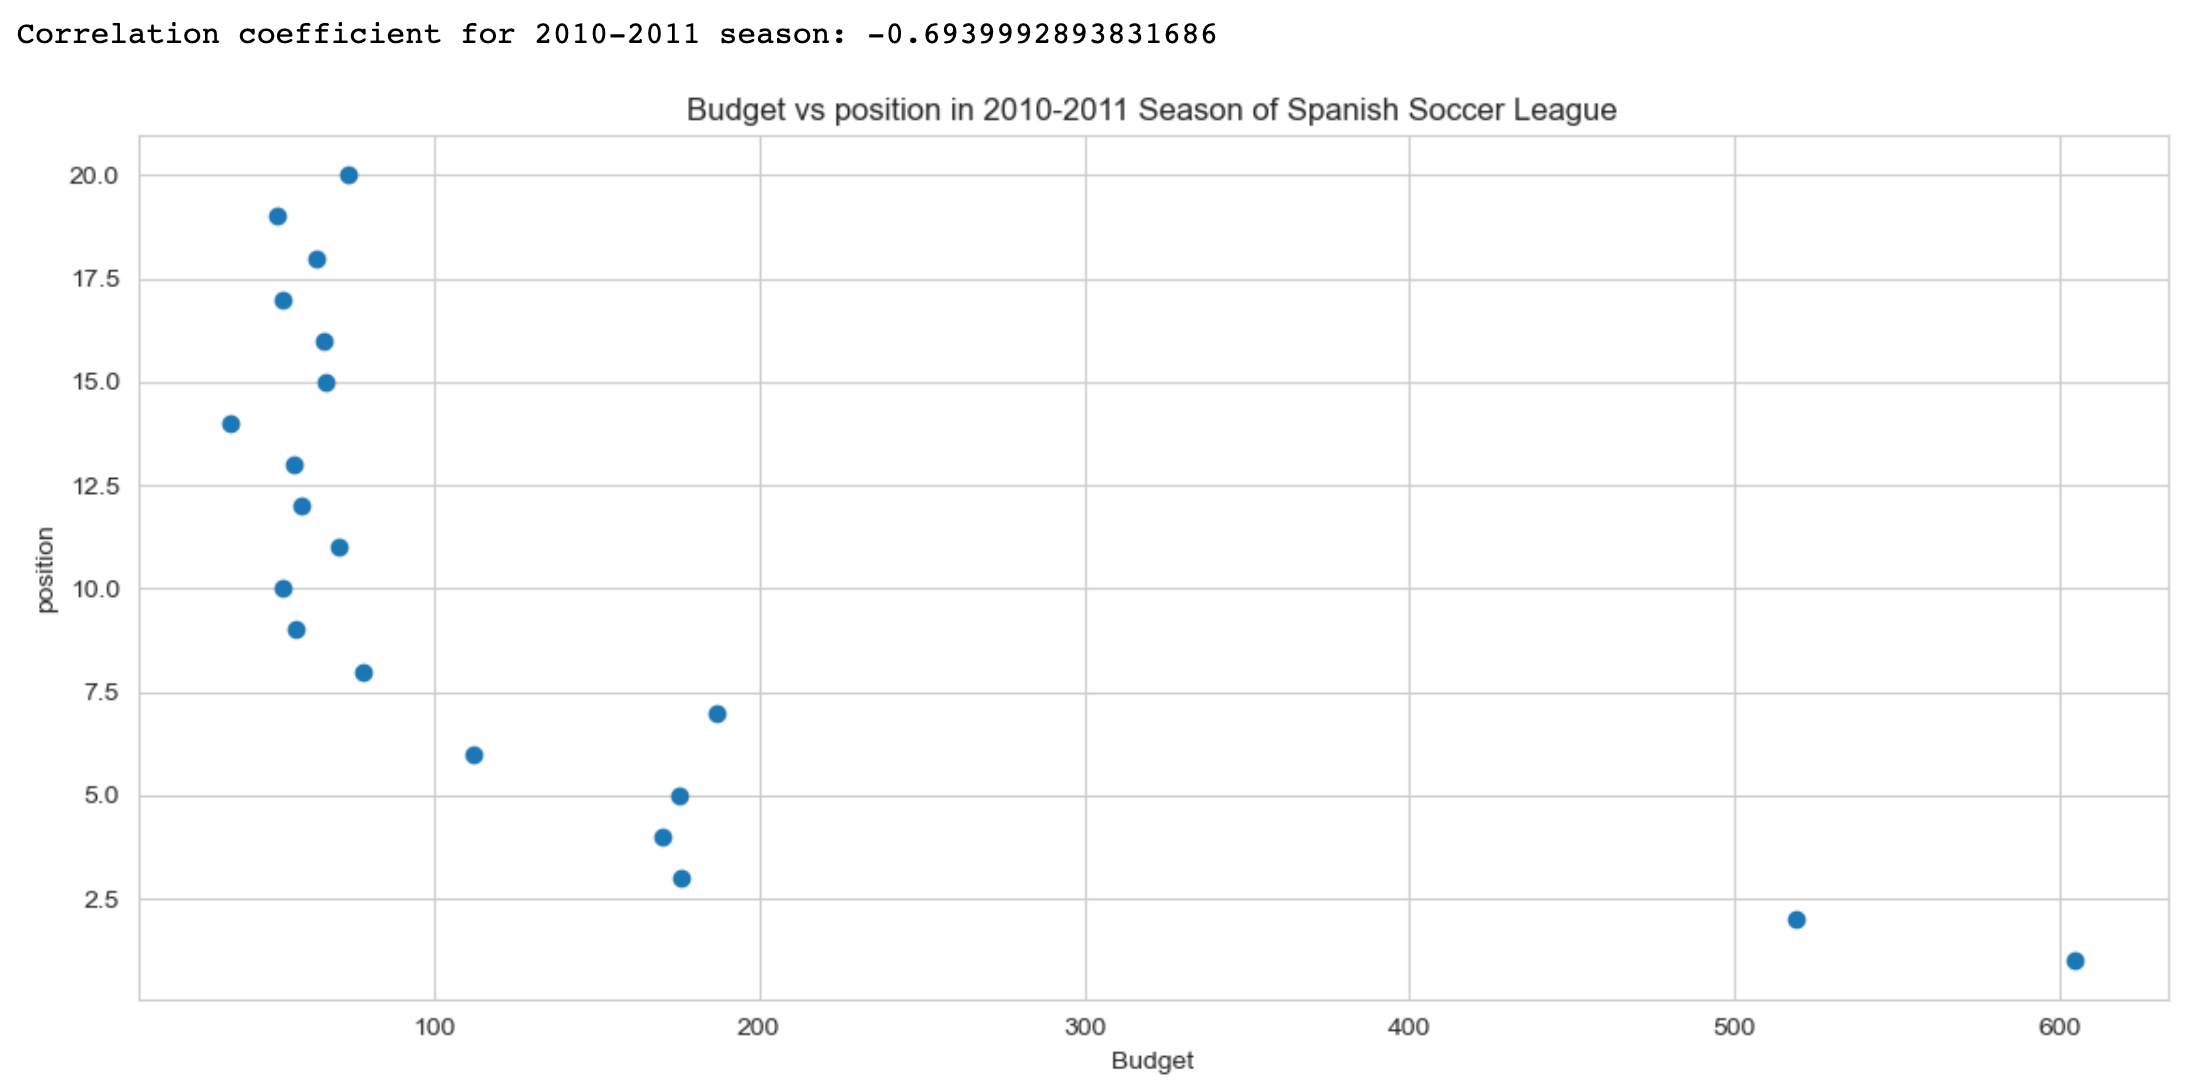 Correlation coefficient for 2010-2011 season: -0.6939992893831686
Budget vs position in 2010-2011 Season of Spanish Soccer League
20.0
17.5
15.0
12.5
10.0
7.5
5.0
2.5
position
100 200 300 400 500 600
Budget